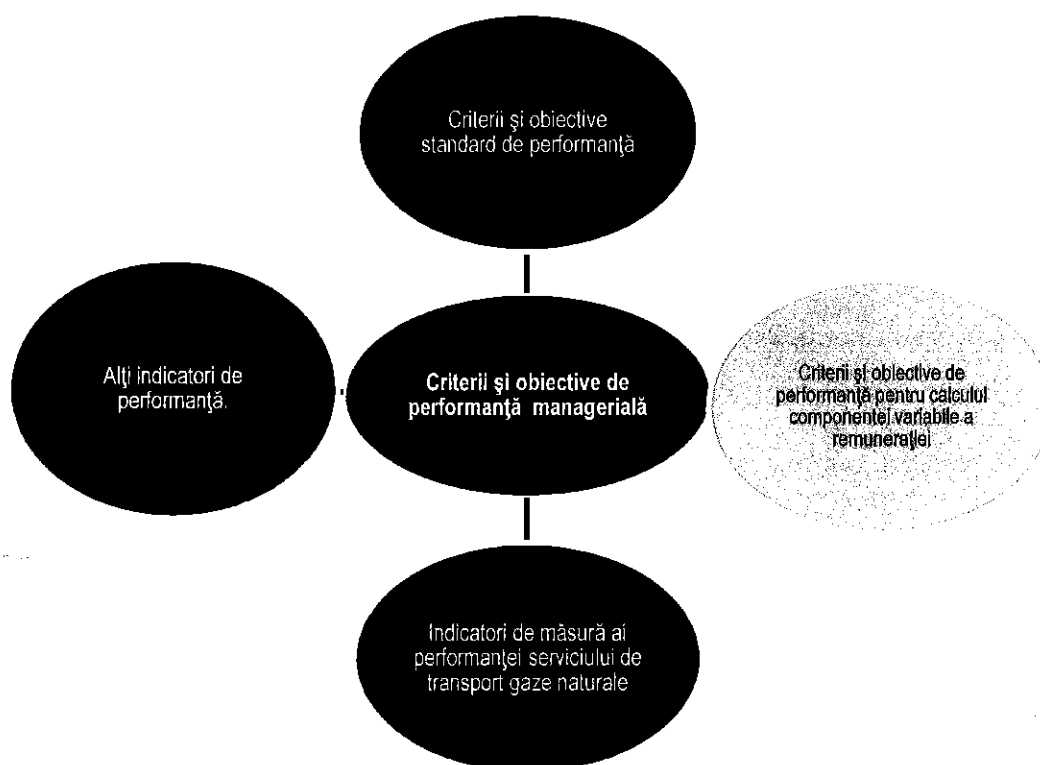 Criterii şi obiective
standard de performanţă
Alţi indicatori de
performanţă.
Criterii şi obiective de
performanţă managerială
Criterii şi obiective de
performanţă pentru calculul
componentei variabile a
remuneraţiei
Indicatori de măsură ai
performanţei serviciului de
transport gaze naturale